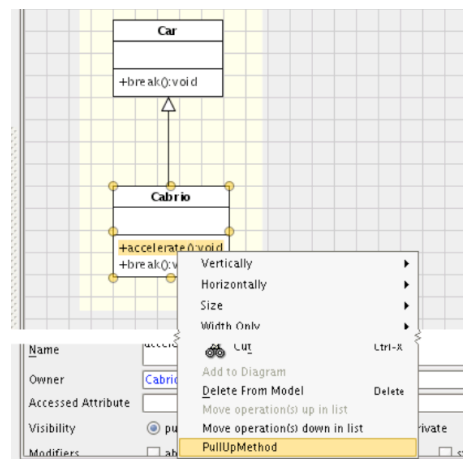 Car
+break():void
Cabrio
+accelerate():void
+break():v
Vertically
Horizontally
Size
Width Only
Name
Cut
Ctrl-X
Add to Diagram
Owner
Cabrio
Delete From Model
Delete
Accessed Attribute
Move operation(s) up in list
Visibility
Move operation(s) down in list
Modifiers
PullUpMethod